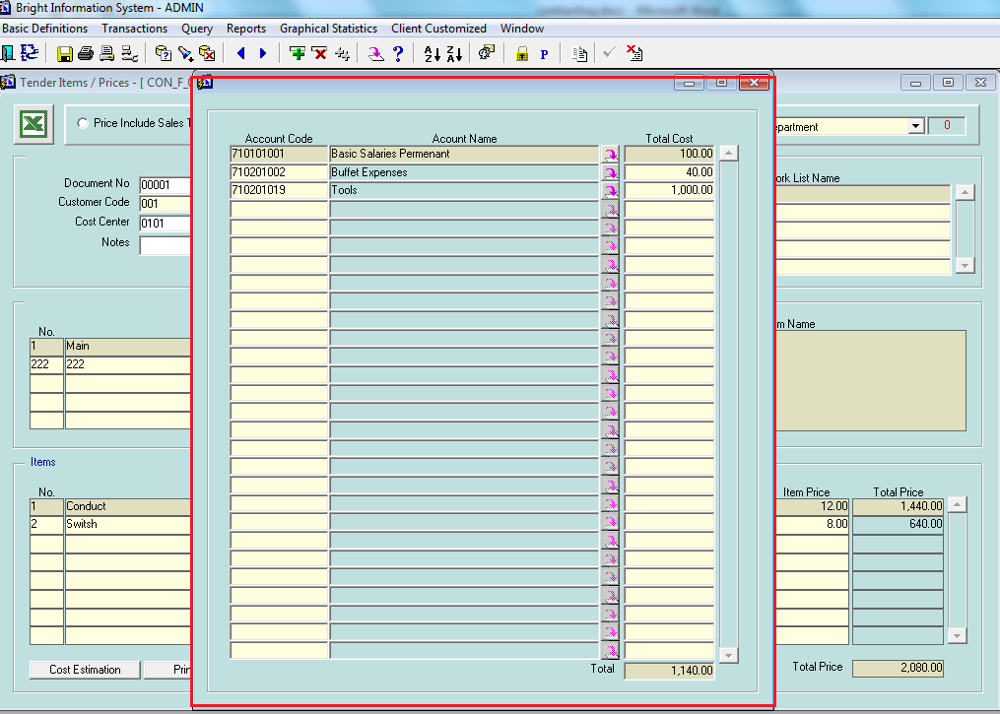 Bright Information System - ADMIN
Basic Definitions Transactions Query Reports Graphical Statistics Client Customized Window
Tender Items / Prices - [ CON_F_
Price Include Sales T
epartment 0
Document No 00001
Customer Code 001
Cost Center 0101
Notes
ork List Name
Account Code Acount Name Total Cost
710101001 Basic Salaries Permenant 100.00
710201002 Buffet Expenses 40.00
710201019 Tools 1,000.00
Total 1,140.00
No.
1 Main
222 222
m Name
Items
No. Item Price Total Price
1 Conduct 12.00 1,440.00
2 Switsh 8.00 640.00
Cost Estimation Prin
Total Price 2,080.00